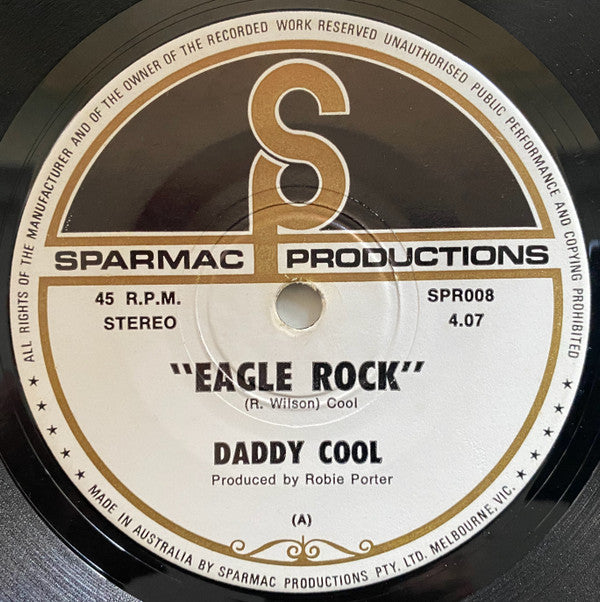 ALL RIGHTS OF THE MANUFACTURER AND OF THE OWNER OF THE RECORDED WORK RESERVED UNAUTHORISED PUBLIC PERFORMANCE AND COPYING PROHIBITED
SP
SPARMAC PRODUCTIONS
45 R.P.M. SPR008
STEREO 4.07
"EAGLE ROCK"
(R. Wilson) Cool
DADDY COOL
Produced by Robie Porter
(A)
★ ★ ★ ★ ★ MADE IN AUSTRALIA BY SPARMAC PRODUCTIONS PTY. LTD. MELBOURNE, VIC. ★ ★ ★ ★ ★